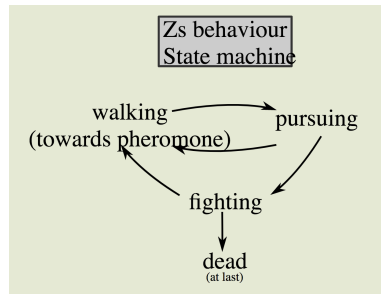 Zs behaviour
State machine
walking
(towards pheromone)
pursuing
fighting
dead
(at last)